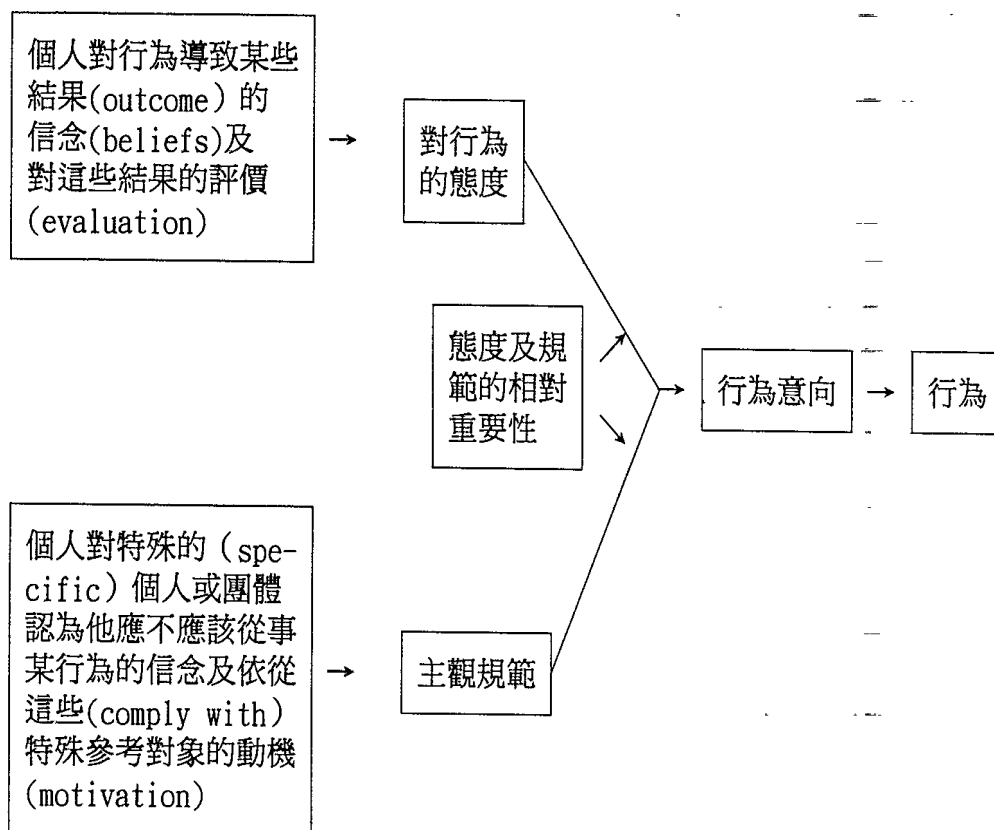 個人對行為導致某些
結果(outcome)的
信念(beliefs)及
對這些結果的評價
(evaluation)
對行為
的態度
態度及規
範的相對
重要性
行為意向
行為
個人對特殊的(spe-
cific)個人或團體
認為他應不應該從事
某行為的信念及依從
這些(comply with)
特殊參考對象的動機
(motivation)
主觀規範